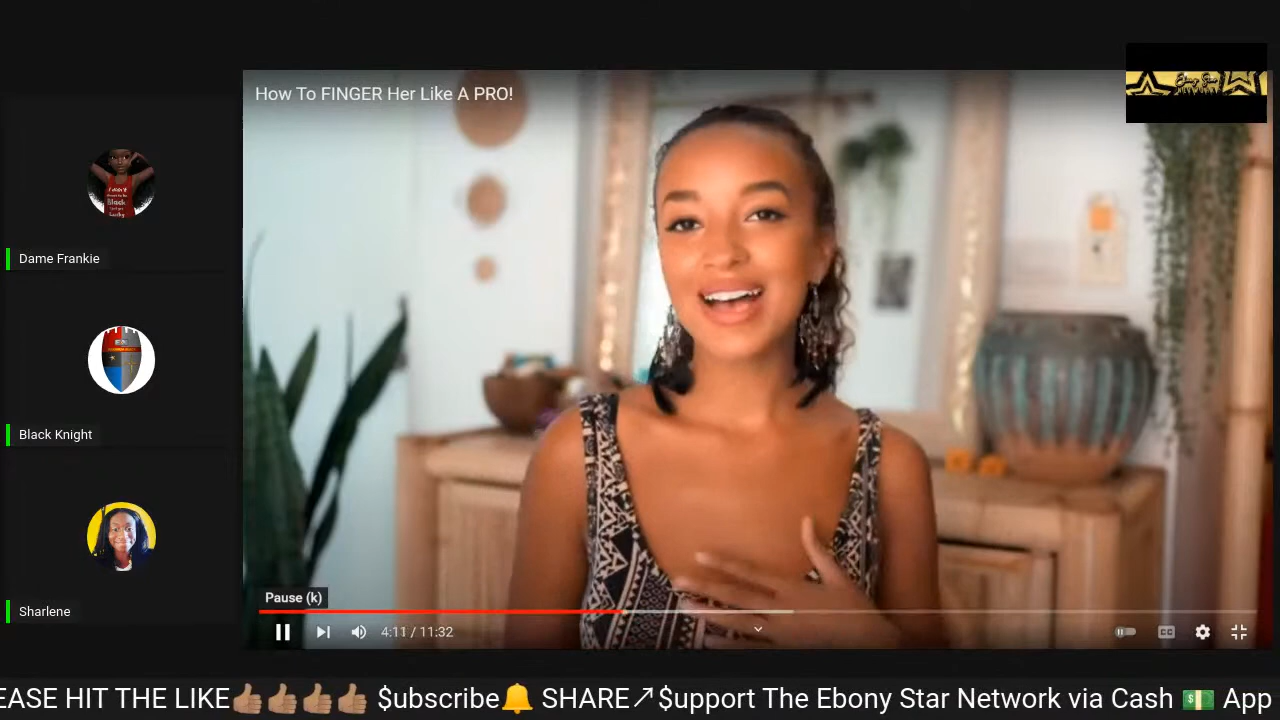 How To FINGER Her Like A PRO!
Dame Frankie
Black Knight
Sharlene
Pause (k)
4:11 / 11:32
CC
EASE HIT THE LIKE👍🏽👍🏽👍🏽👍🏽 $ubscribe🔔 SHARE↗$upport The Ebony Star Network via Cash 💵 App